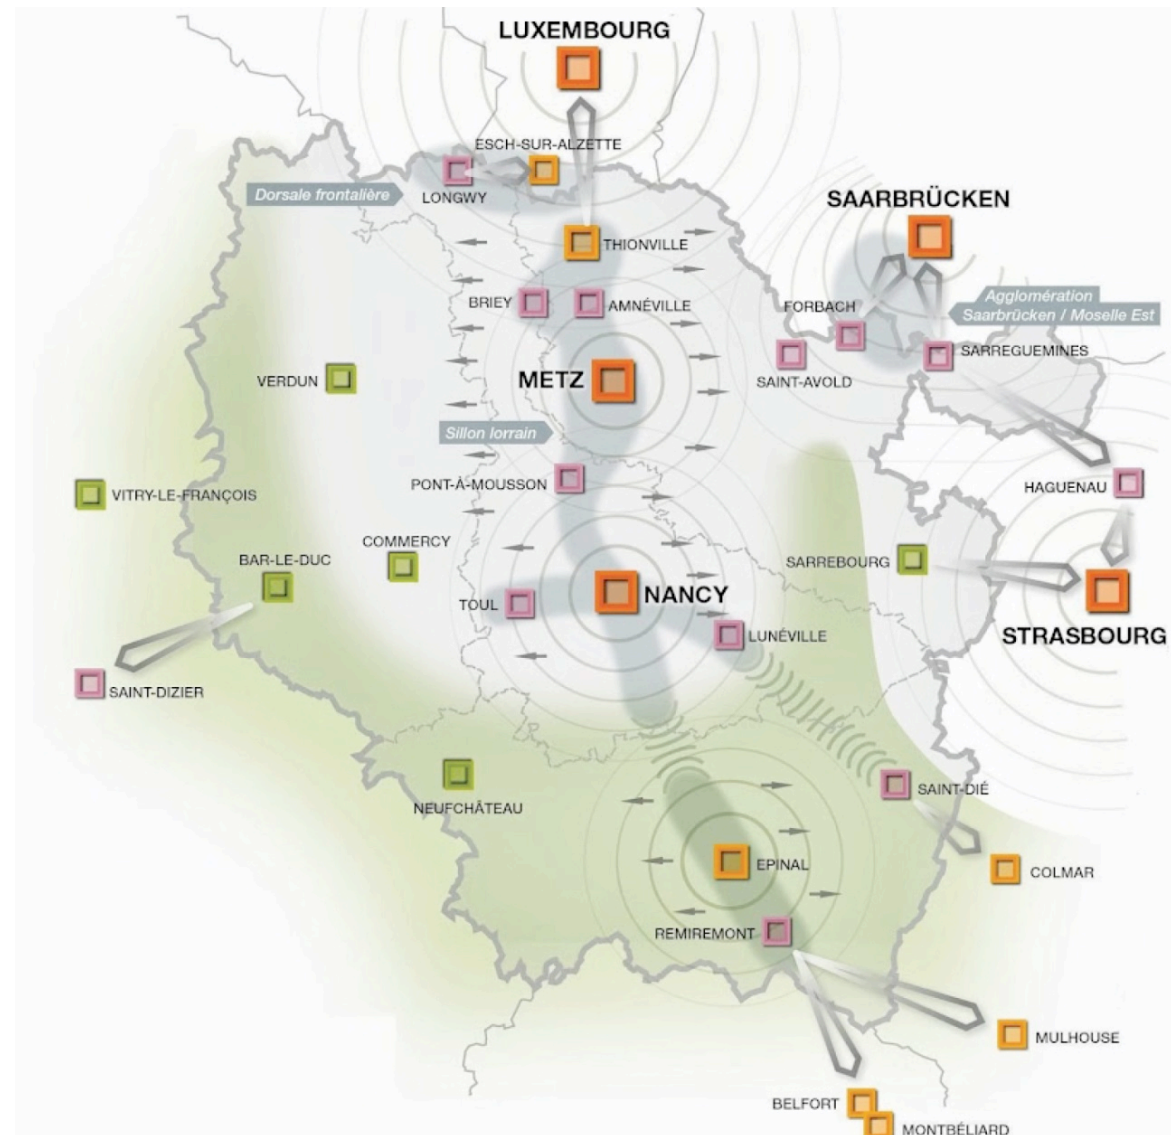 LUXEMBOURG
ESCH-SUR-ALZETTE
Dorsale frontalière
LONGWY
SAARBRÜCKEN
THIONVILLE
BRIEY
AMNÉVILLE
FORBACH
Agglomération
Saarbrücken / Moselle Est
SARREGUEMINES
SAINT-AVOLD
VERDUN
METZ
Sillon lorrain
PONT-À-MOUSSON
HAGUENAU
VITRY-LE-FRANÇOIS
COMMERCY
BAR-LE-DUC
SARREBOURG
TOUL
NANCY
LUNÉVILLE
STRASBOURG
SAINT-DIZIER
NEUFCHÂTEAU
SAINT-DIÉ
EPINAL
COLMAR
REMIREMONT
MULHOUSE
BELFORT
MONTBÉLIARD